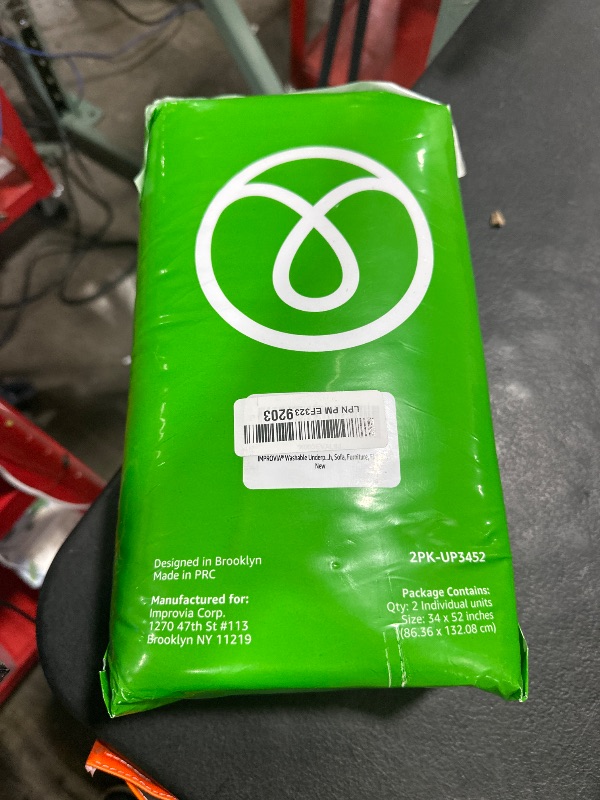 LPN PM EF3239203
IMPROVIA® Washable Underp...h, Sofa, Furniture,
New
Designed in Brooklyn
Made in PRC
Manufactured for:
Improvia Corp.
1270 47th St #113
Brooklyn NY 11219
2PK-UP3452
Package Contains:
Qty: 2 Individual units
Size: 34 x 52 inches
(86.36 x 132.08 cm)